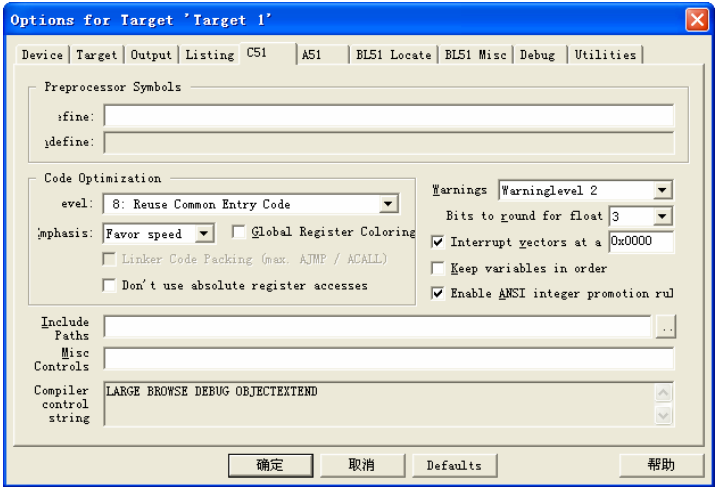 Options for Target 'Target 1'
Device Target Output Listing C51 A51 BL51 Locate BL51 Misc Debug Utilities
Preprocessor Symbols
efine:
ndefine:
Code Optimization
evel: 8: Reuse Common Entry Code
mphasis: Favor speed Global Register Coloring
Linker Code Packing (max. AJMP / ACALL)
Don't use absolute register accesses
Warnings Warninglevel 2
Bits to round for float 3
Interrupt vectors at a 0x0000
Keep variables in order
Enable ANSI integer promotion rul
Include
Paths
..
Misc
Controls
Compiler
control
string
LARGE BROWSE DEBUG OBJECTEXTEND
确定 取消 Defaults 帮助